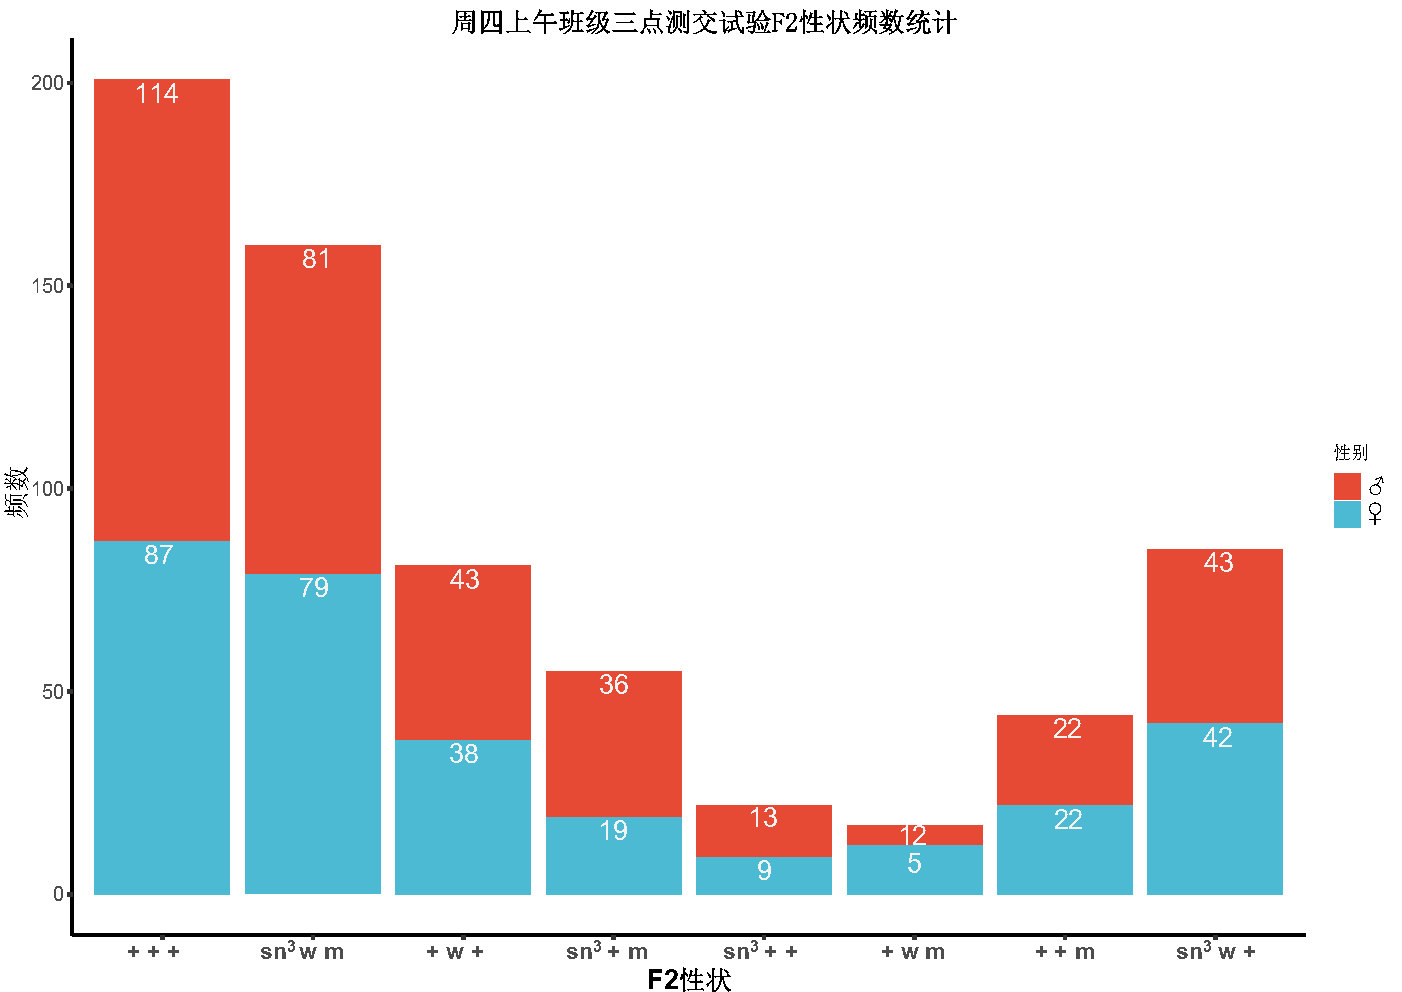 周四上午班级三点测交试验F2性状频数统计
频数
200
150
100
50
0
114
87
81
79
43
38
36
19
13
9
12
5
22
22
43
42
+ + +
sn³ w m
+ w +
sn³ + m
sn³ + +
+ w m
+ + m
sn³ w +
F2性状
性别
♂
♀